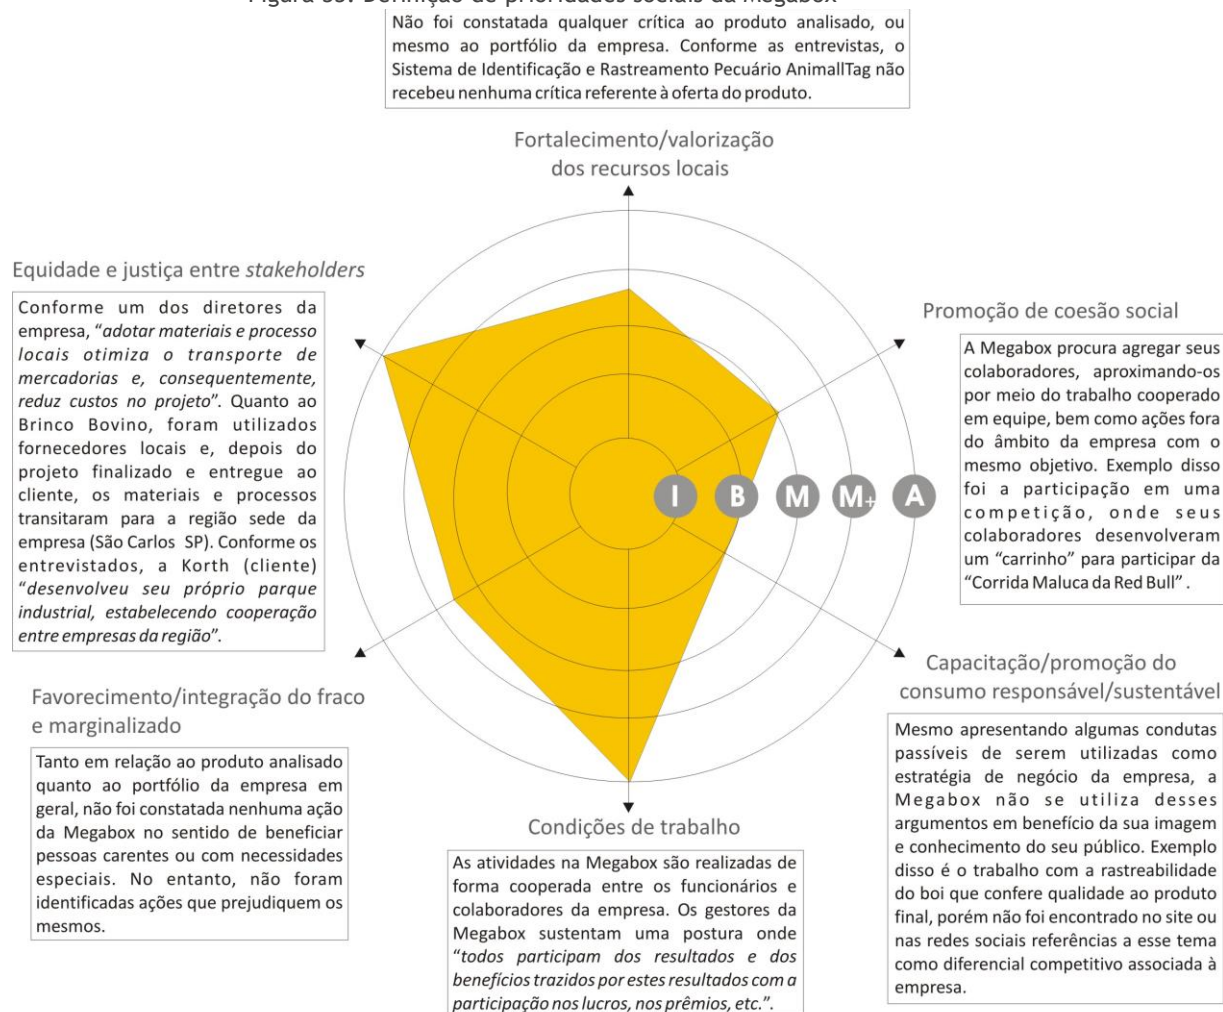 Figura 35: Definição de prioridades sociais da Megabox
Não foi constatada qualquer crítica ao produto analisado, ou
mesmo ao portfólio da empresa. Conforme as entrevistas, o
Sistema de Identificação e Rastreamento Pecuário AnimallTag não
recebeu nenhuma crítica referente à oferta do produto.
Fortalecimento/valorização
dos recursos locais
Equidade e justiça entre stakeholders
Conforme um dos diretores da
empresa, “adotar materiais e processo
locais otimiza o transporte de
mercadorias e, consequentemente,
reduz custos no projeto”. Quanto ao
Brinco Bovino, foram utilizados
fornecedores locais e, depois do
projeto finalizado e entregue ao
cliente, os materiais e processos
transitaram para a região sede da
empresa (São Carlos SP). Conforme os
entrevistados, a Korth (cliente)
“desenvolveu seu próprio parque
industrial, estabelecendo cooperação
entre empresas da região”.
Promoção de coesão social
A Megabox procura agregar seus
colaboradores, aproximando-os
por meio do trabalho cooperado
em equipe, bem como ações fora
do âmbito da empresa com o
mesmo objetivo. Exemplo disso
foi a participação em uma
competição, onde seus
colaboradores desenvolveram
um “carrinho” para participar da
“Corrida Maluca da Red Bull” .
I B M M+ A
Favorecimento/integração do fraco
e marginalizado
Tanto em relação ao produto analisado
quanto ao portfólio da empresa em
geral, não foi constatada nenhuma ação
da Megabox no sentido de beneficiar
pessoas carentes ou com necessidades
especiais. No entanto, não foram
identificadas ações que prejudiquem os
mesmos.
Condições de trabalho
As atividades na Megabox são realizadas de
forma cooperada entre os funcionários e
colaboradores da empresa. Os gestores da
Megabox sustentam uma postura onde
“todos participam dos resultados e dos
benefícios trazidos por estes resultados com a
participação nos lucros, nos prêmios, etc.”.
Capacitação/promoção do
consumo responsável/sustentável
Mesmo apresentando algumas condutas
passíveis de serem utilizadas como
estratégia de negócio da empresa, a
Megabox não se utiliza desses
argumentos em benefício da sua imagem
e conhecimento do seu público. Exemplo
disso é o trabalho com a rastreabilidade
do boi que confere qualidade ao produto
final, porém não foi encontrado no site ou
nas redes sociais referências a esse tema
como diferencial competitivo associada à
empresa.